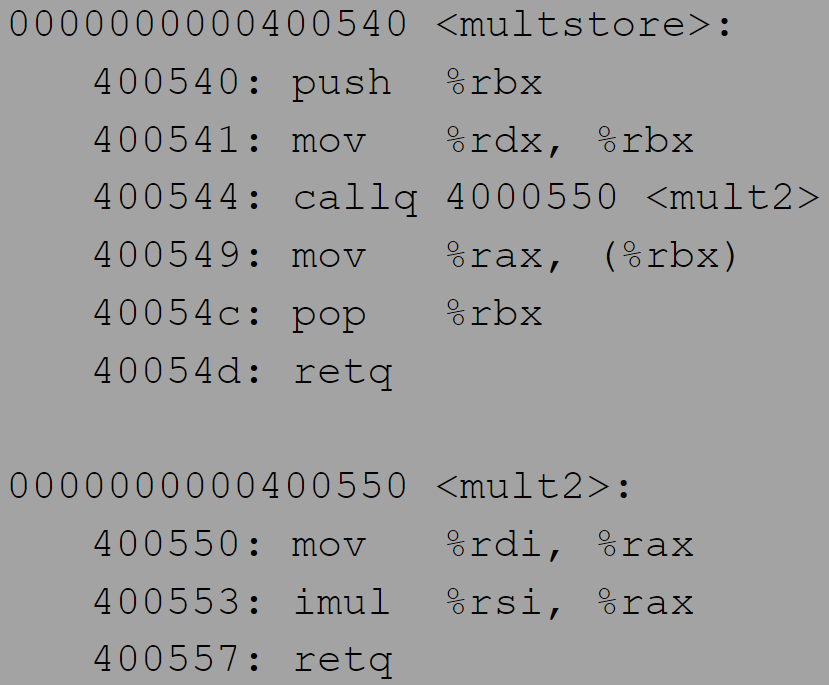 0000000000400540 <multstore>:
400540: push %rbx
400541: mov %rdx, %rbx
400544: callq 4000550 <mult2>
400549: mov %rax, (%rbx)
40054c: pop %rbx
40054d: retq
0000000000400550 <mult2>:
400550: mov %rdi, %rax
400553: imul %rsi, %rax
400557: retq